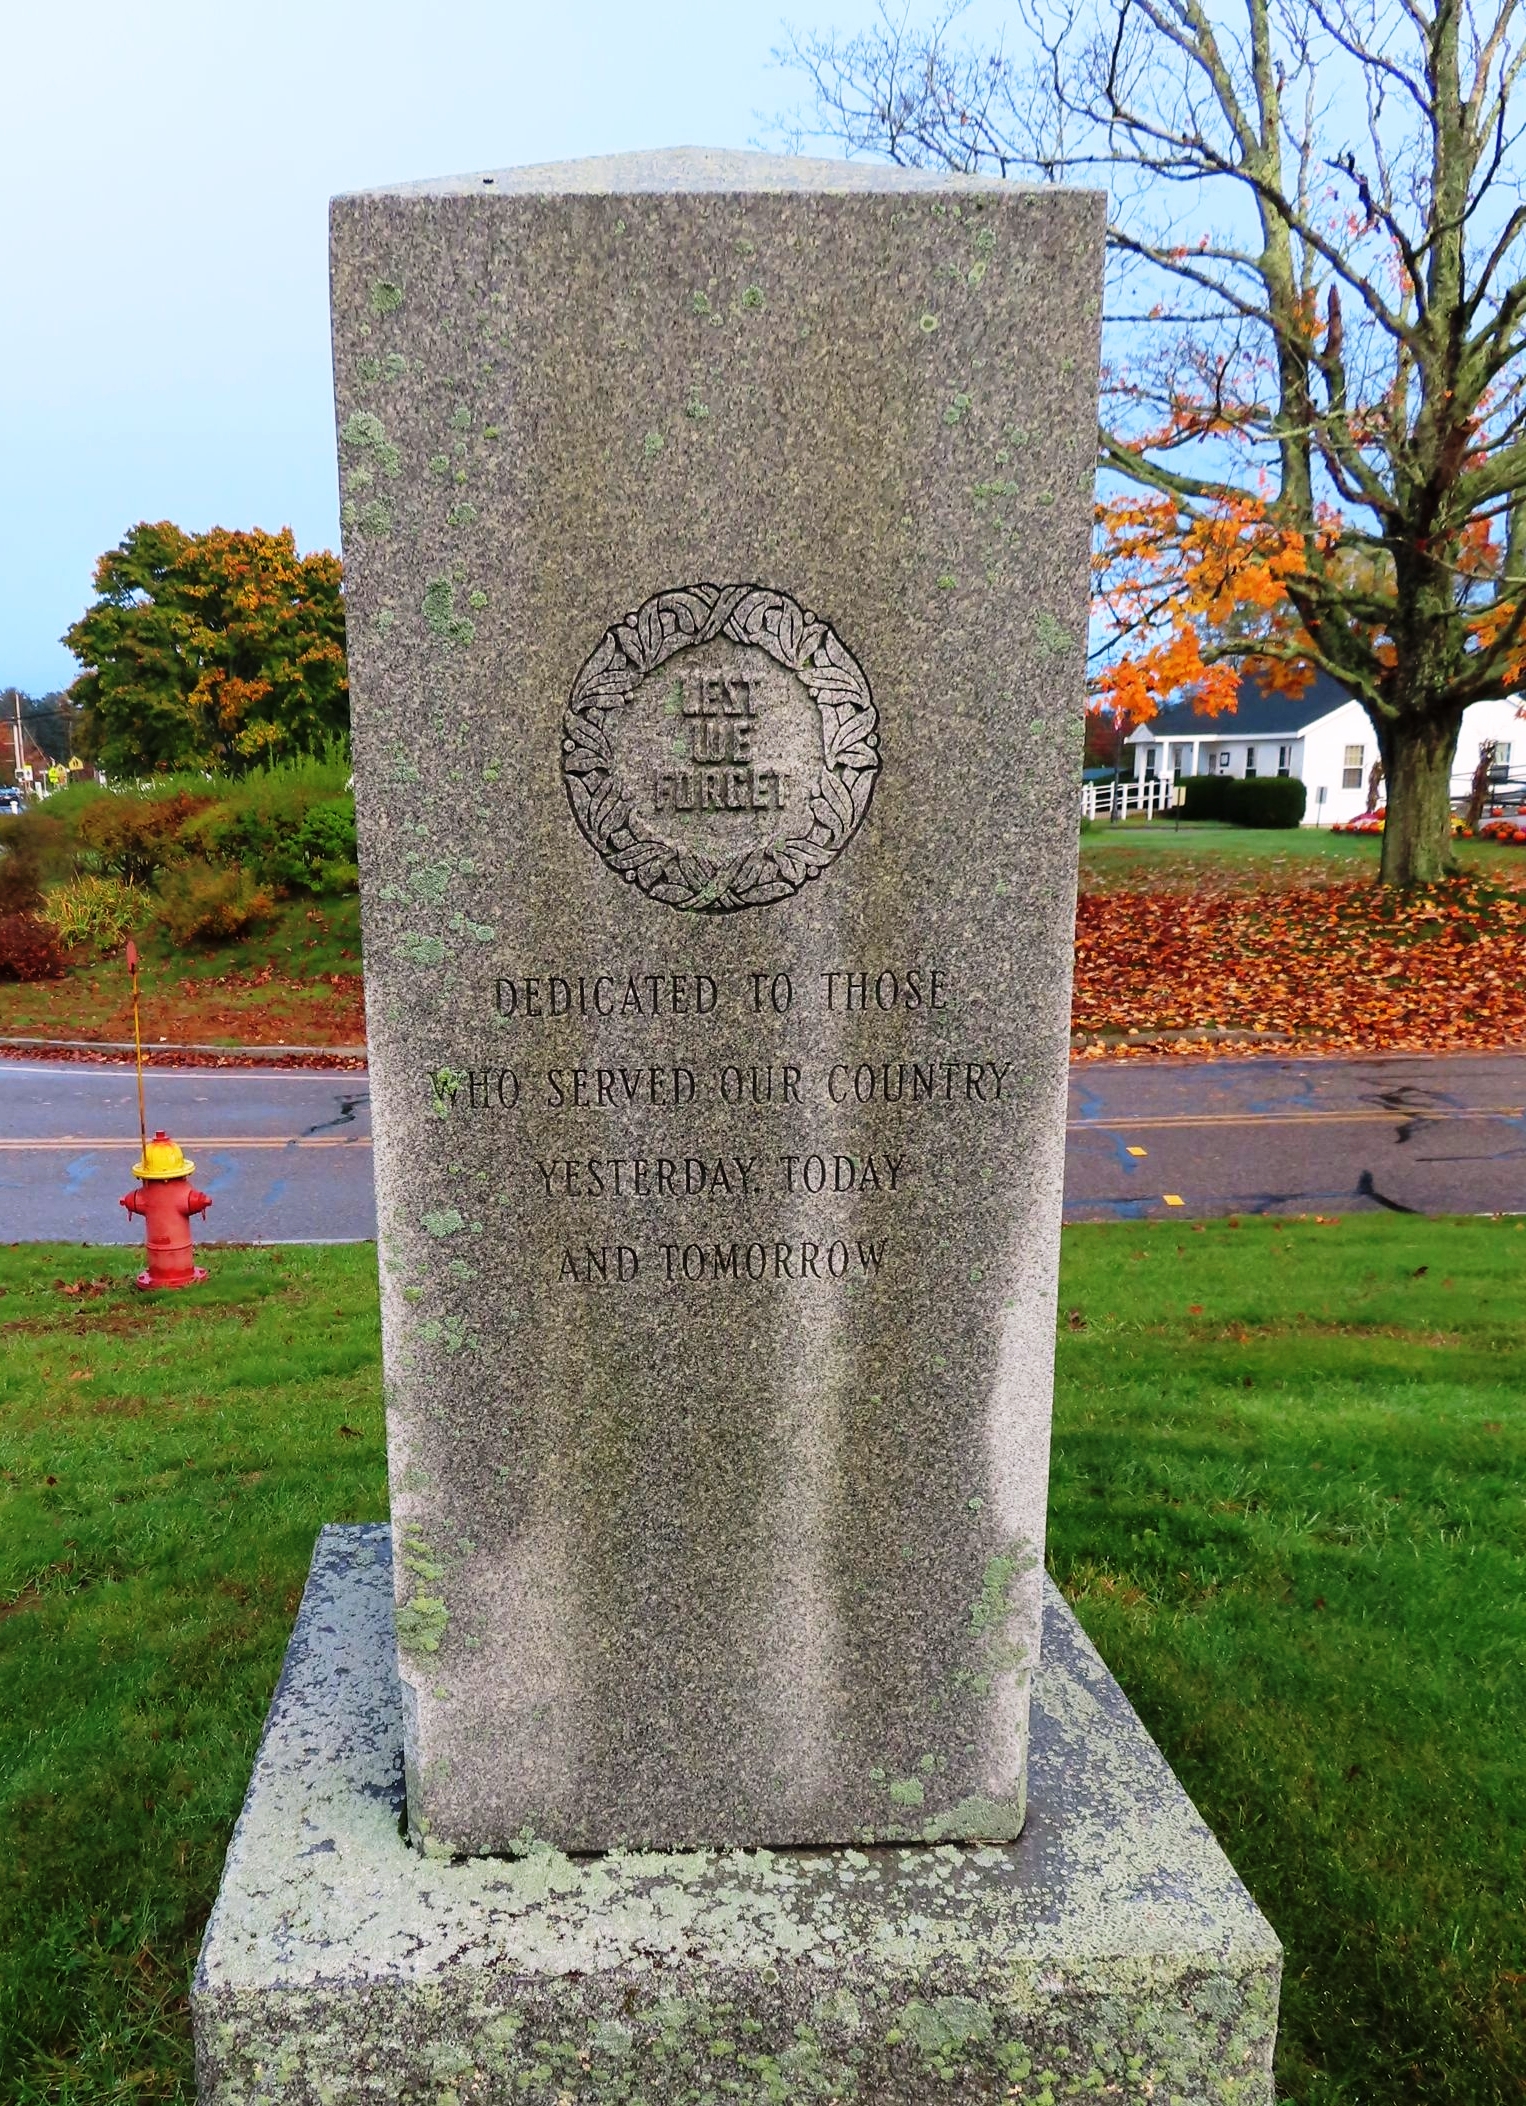 LEST
WE
FORGET
DEDICATED TO THOSE
WHO SERVED OUR COUNTRY
YESTERDAY, TODAY
AND TOMORROW